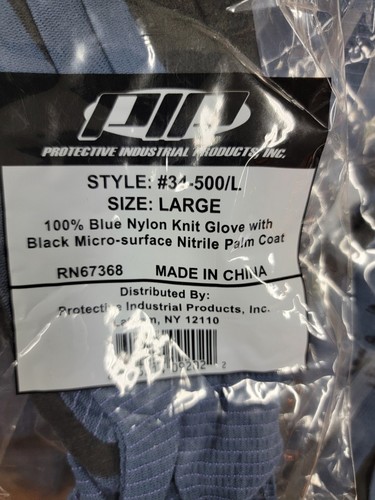 PIP
PROTECTIVE INDUSTRIAL PRODUCTS, INC.
STYLE: #34-500/L.
SIZE: LARGE
100% Blue Nylon Knit Glove with
Black Micro-surface Nitrile Palm Coat
RN67368 MADE IN CHINA
Distributed By:
Protective Industrial Products, Inc.
NY 12110
2